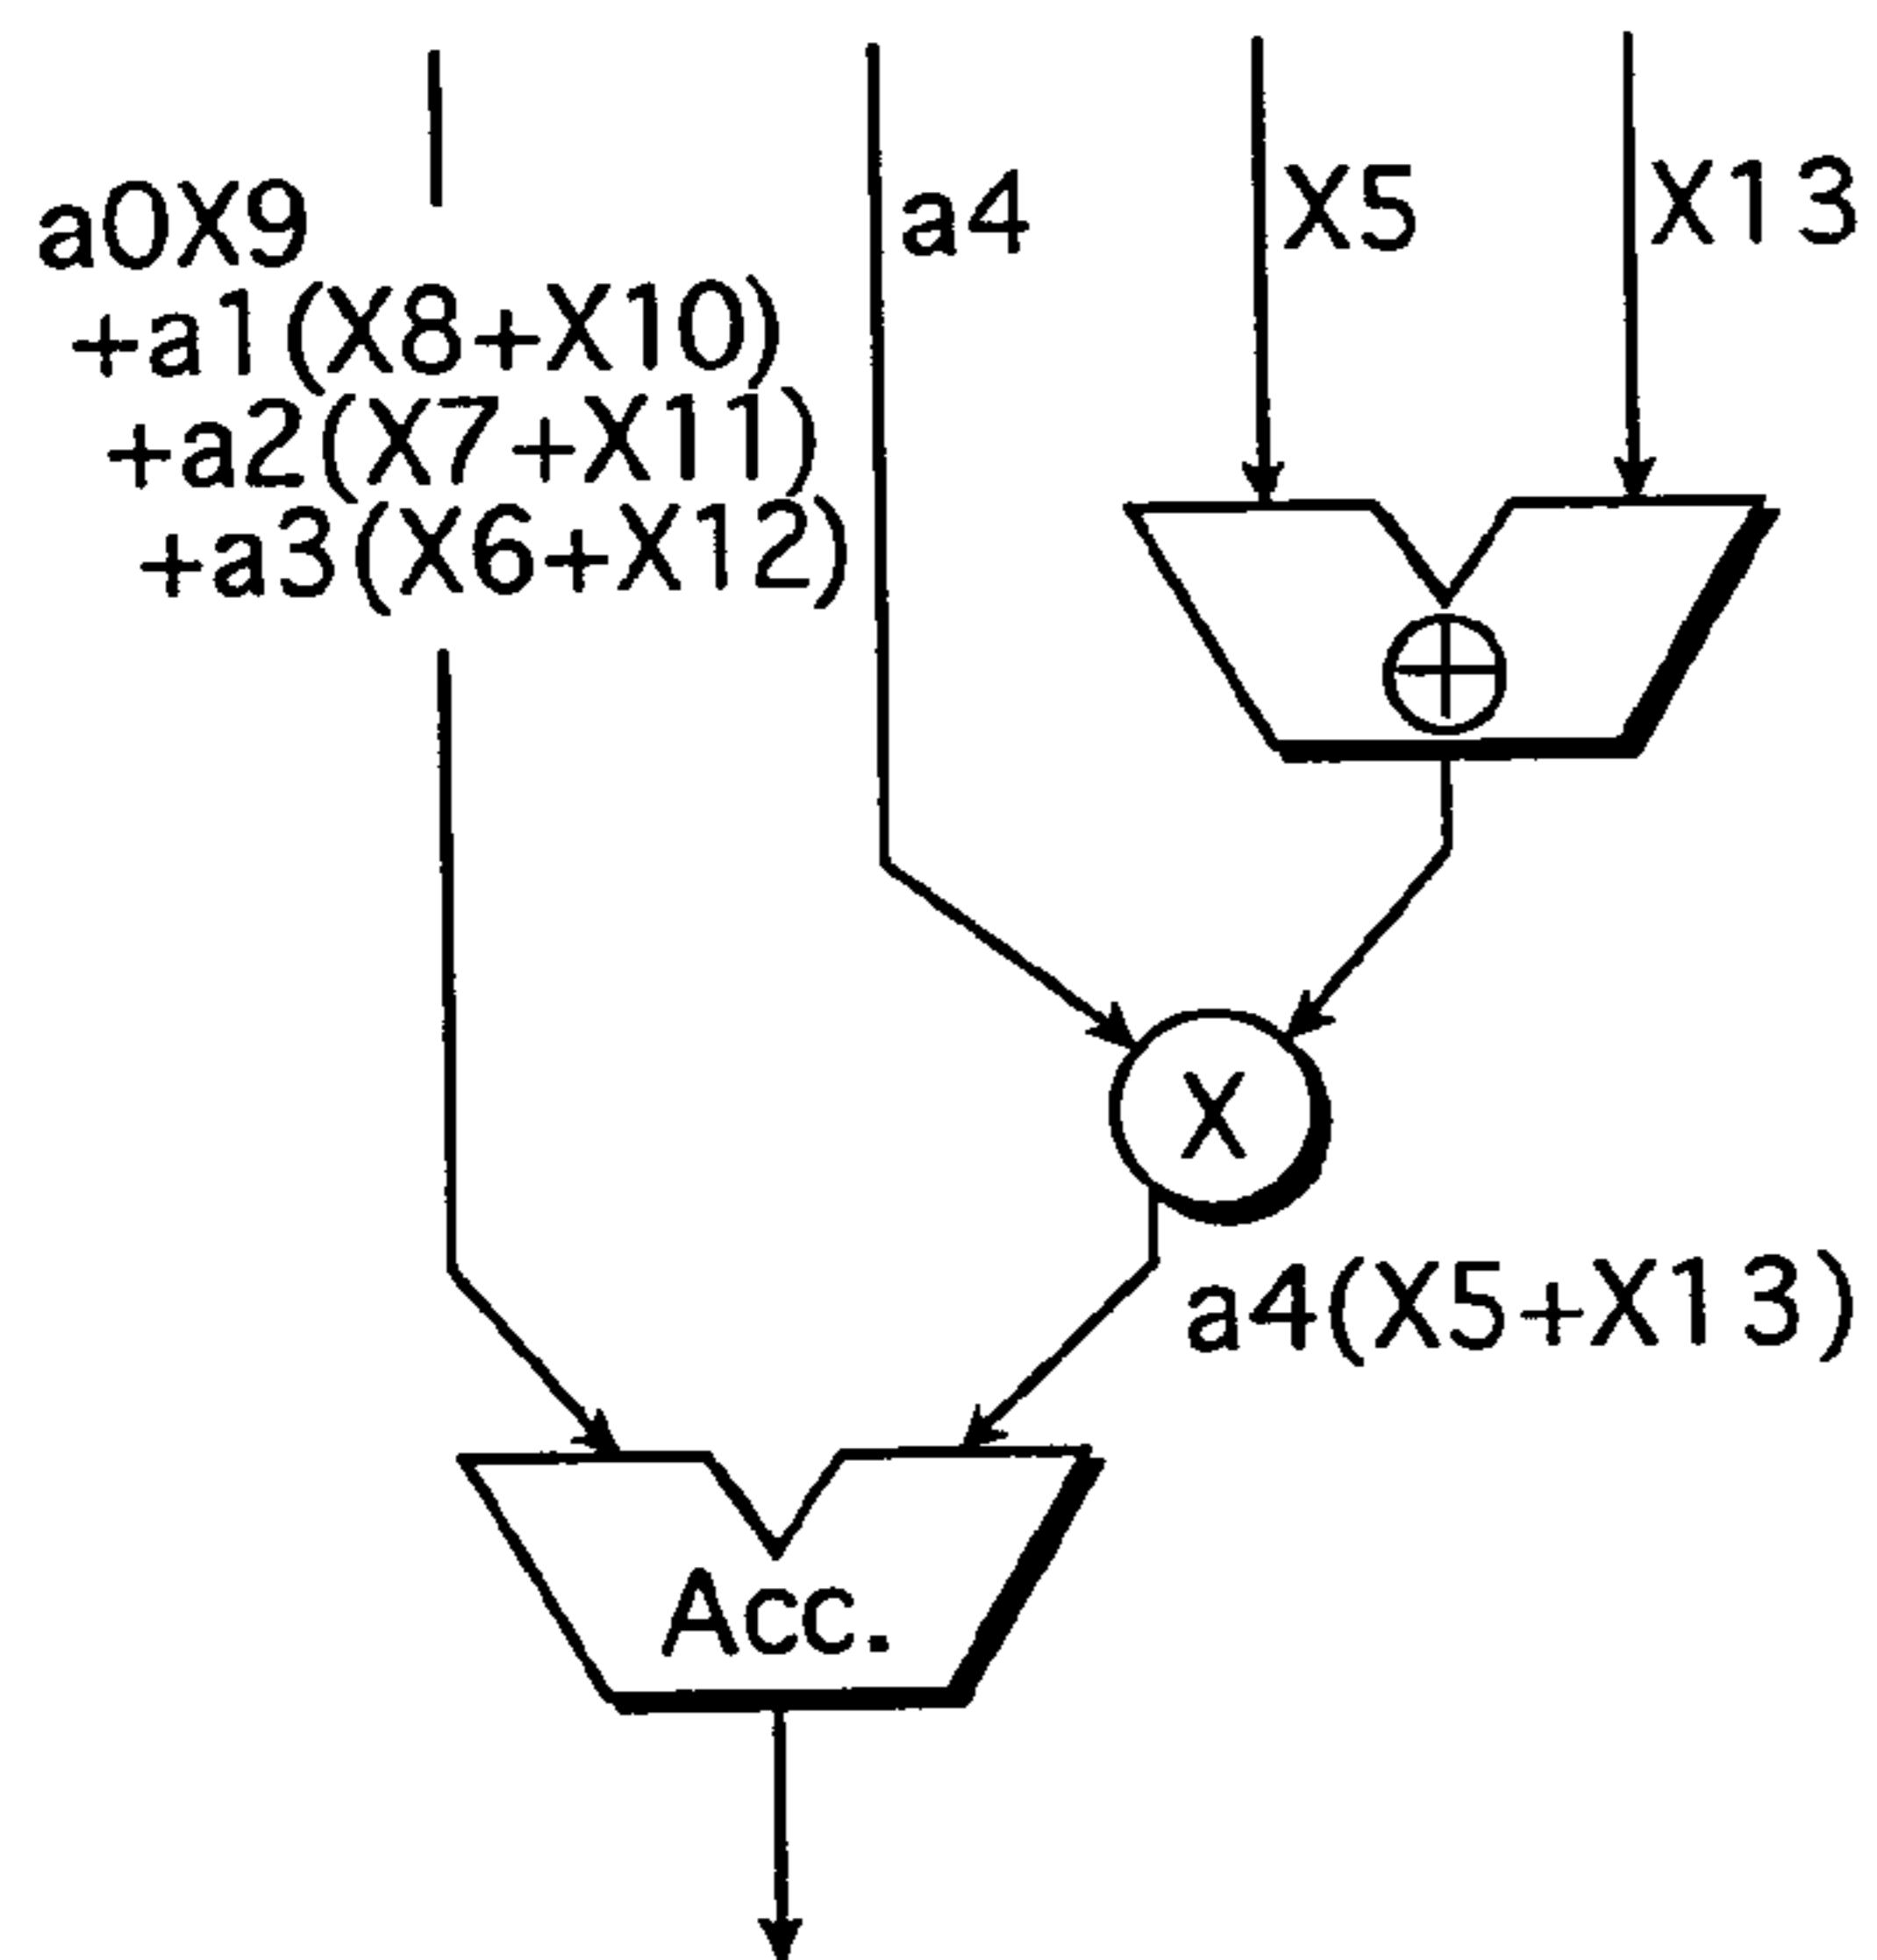 a0X9
+a1(X8+X10)
+a2(X7+X11)
+a3(X6+X12)
a4
X5
X13
X
a4(X5+X13)
Acc.